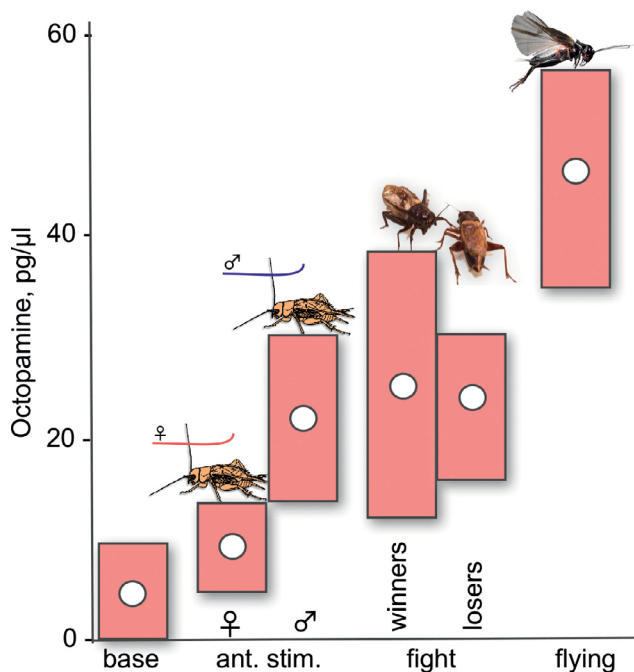 Octopamine, pg/µl
60
40
20
0
♂
♀
♀
♂
winners
losers
base
ant. stim.
fight
flying